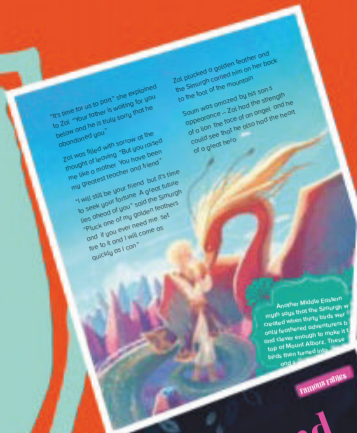 "It's time for us to part" she explained
to Zal "Your father is waiting for you
below and he is truly sorry that he
abandoned you"
Zal was filled with sorrow at the
thought of leaving "But you raised
me like a mother You have been
my greatest teacher and friend"
"I will still be your friend but it's time
to seek your fortune A great future
lies ahead of you" said the Simurgh
"Pluck one of my golden feathers
and if you ever need me set
fire to it and I will come as
quickly as I can"
Zal plucked a golden feather and
the Simurgh carried him on her back
to the foot of the mountain
Saum was amazed by his son's
appearance – Zal had the strength
of a lion the face of an angel and he
could see that he also had the heart
of a great hero
Another Middle Eastern
myth says that the Simurgh w
created when thirty birds wer
only feathered adventurers b
and clever enough to make it t
top of Mount Alborz These
birds then turned into
famous fables